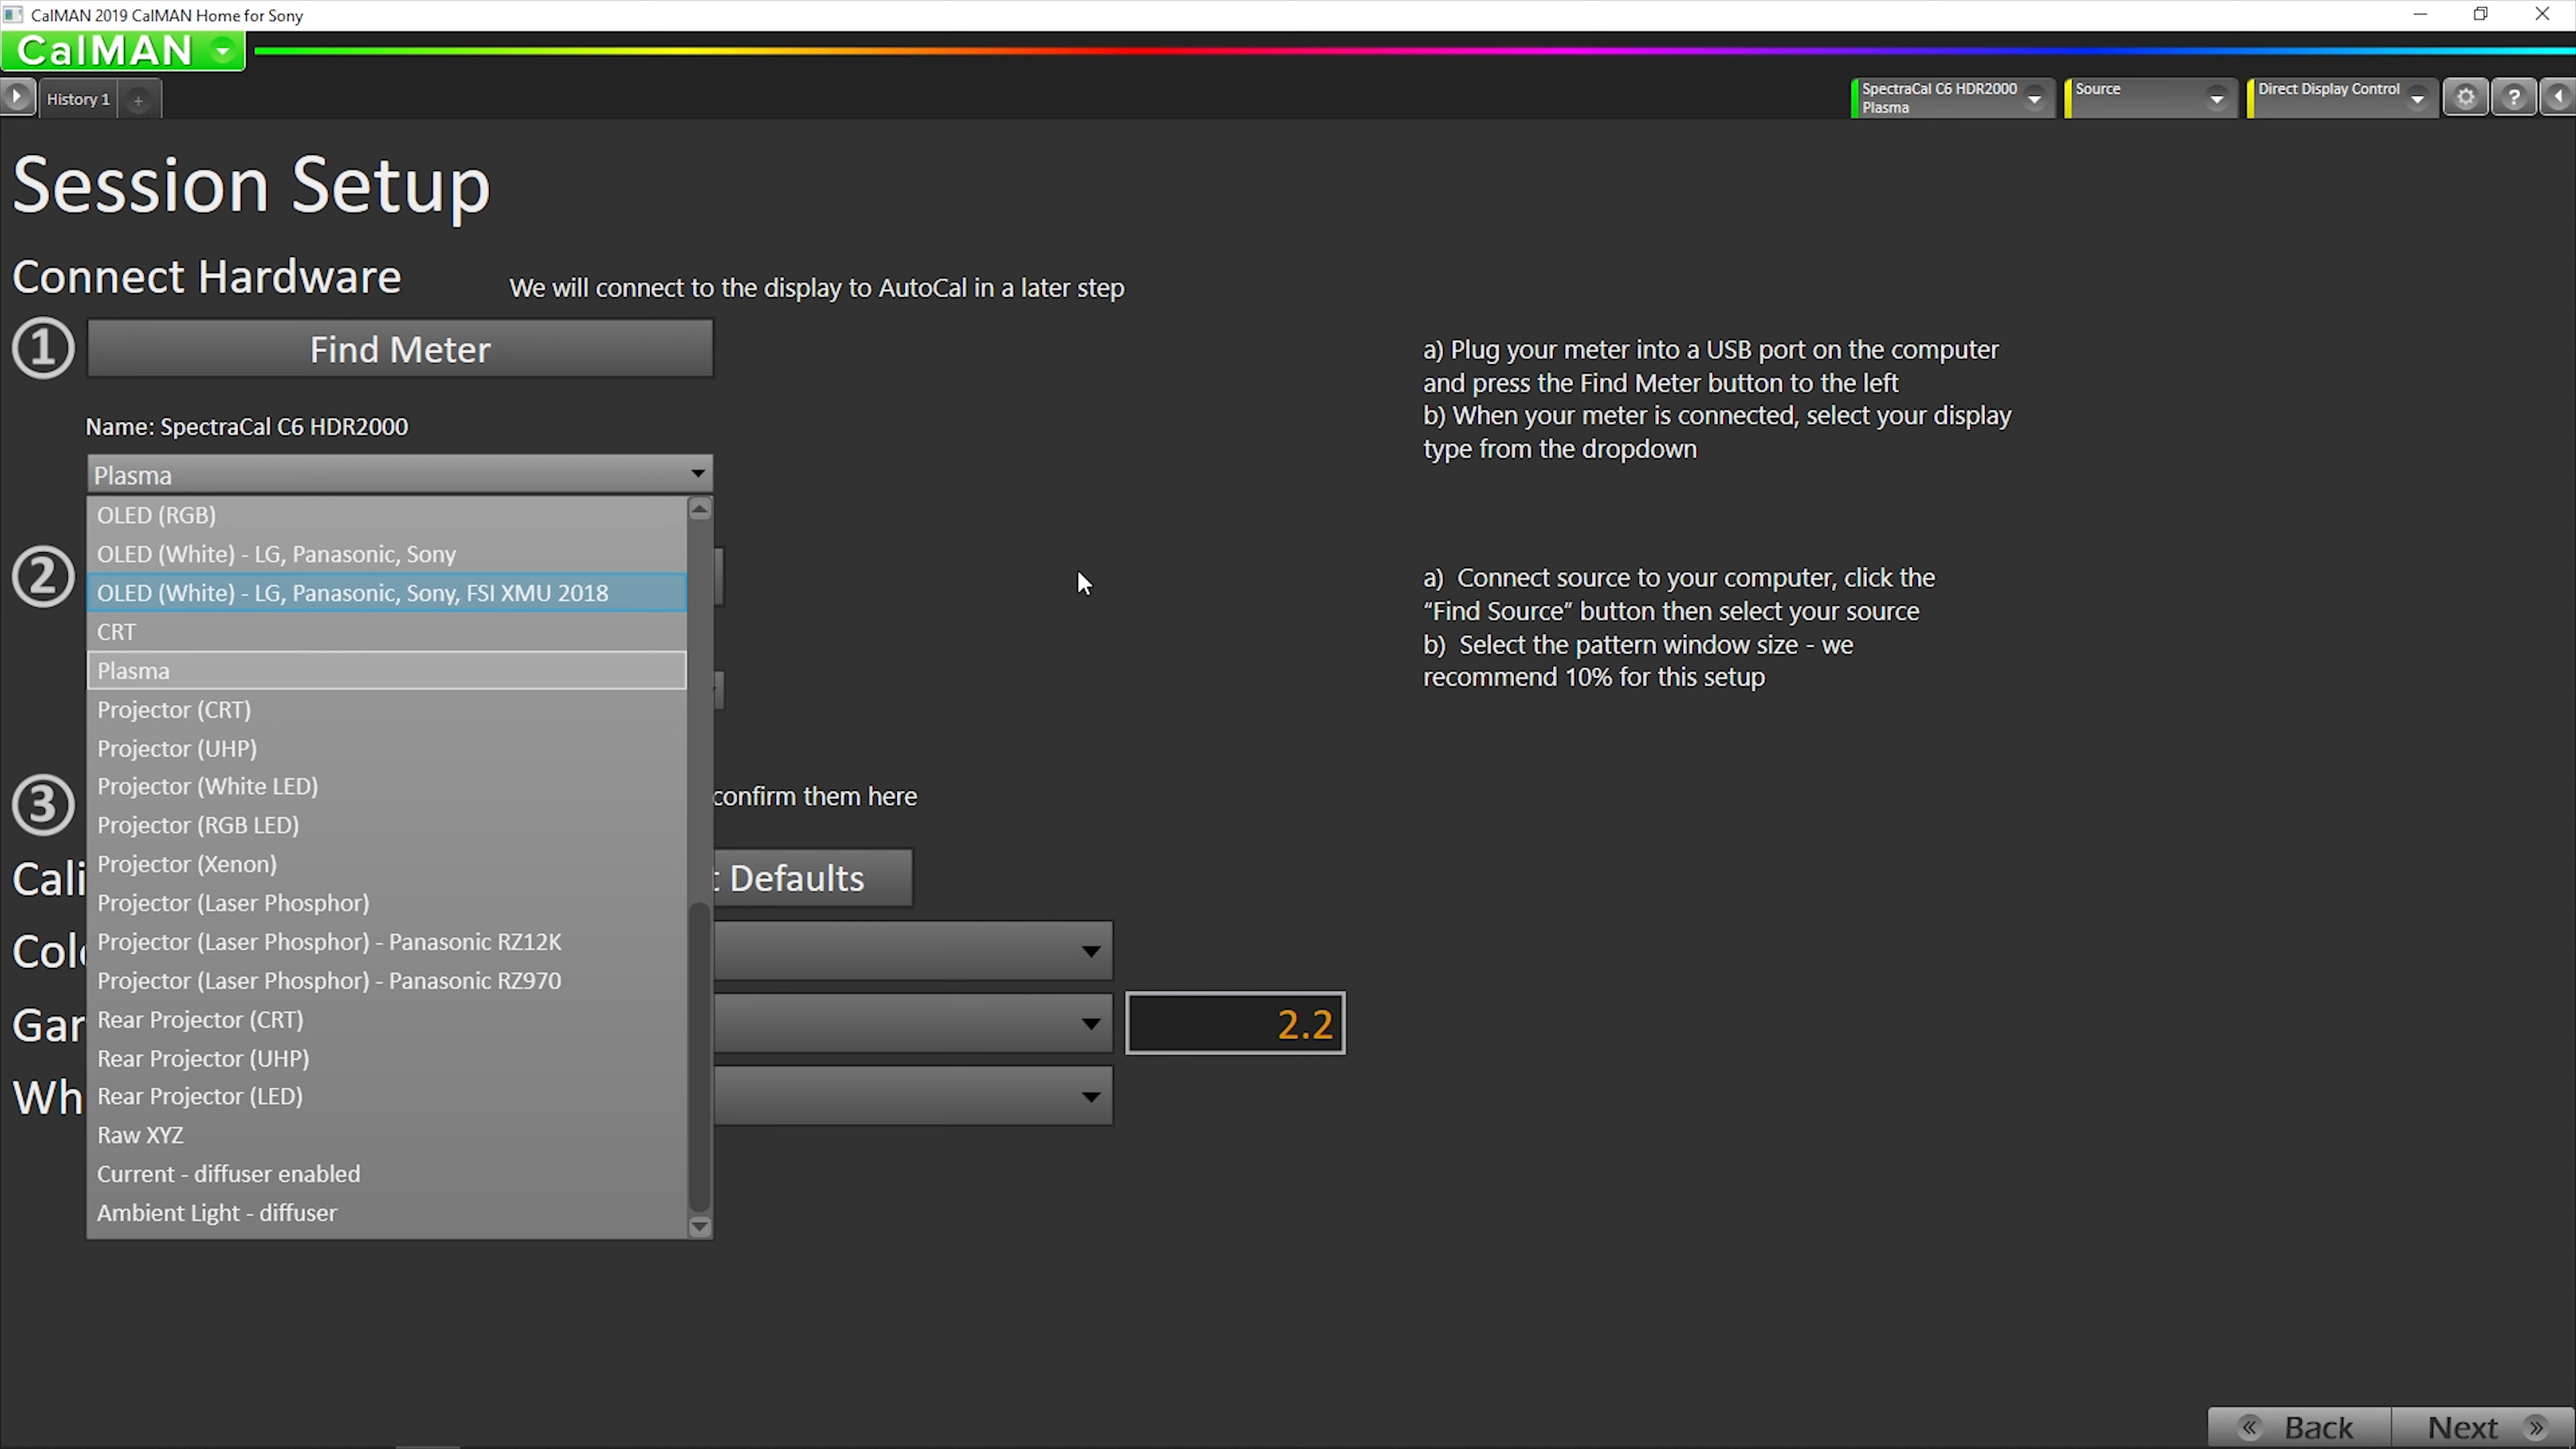 CalMAN 2019 CalMAN Home for Sony
CalMAN
History 1
+
SpectraCal C6 HDR2000
Plasma
Source
Direct Display Control
?
Session Setup
Connect Hardware
We will connect to the display to AutoCal in a later step
1
Find Meter
a) Plug your meter into a USB port on the computer
and press the Find Meter button to the left
b) When your meter is connected, select your display
type from the dropdown
Name: SpectraCal C6 HDR2000
Plasma
OLED (RGB)
OLED (White) - LG, Panasonic, Sony
OLED (White) - LG, Panasonic, Sony, FSI XMU 2018
CRT
Plasma
Projector (CRT)
Projector (UHP)
Projector (White LED)
Projector (RGB LED)
Projector (Xenon)
Projector (Laser Phosphor)
Projector (Laser Phosphor) - Panasonic RZ12K
Projector (Laser Phosphor) - Panasonic RZ970
Rear Projector (CRT)
Rear Projector (UHP)
Rear Projector (LED)
Raw XYZ
Current - diffuser enabled
Ambient Light - diffuser
2
a) Connect source to your computer, click the
“Find Source” button then select your source
b) Select the pattern window size - we
recommend 10% for this setup
3
confirm them here
Cali
t Defaults
Col
Gar
2.2
Wh
Back
Next